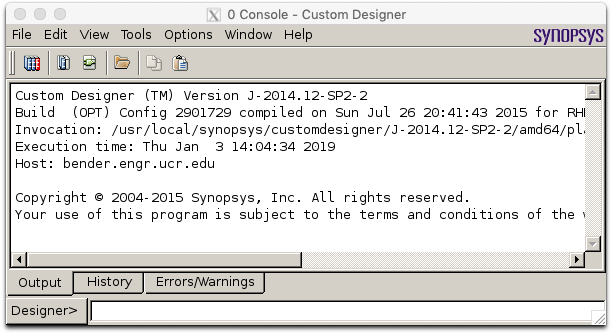 0 Console - Custom Designer
File Edit View Tools Options Window Help
SYNOPSYS
Custom Designer (TM) Version J-2014.12-SP2-2
Build (OPT) Config 2901729 compiled on Sun Jul 26 20:41:43 2015 for RH
Invocation: /usr/local/synopsys/customdesigner/J-2014.12-SP2-2/amd64/pla
Execution time: Thu Jan 3 14:04:34 2019
Host: bender.engr.ucr.edu
Copyright © 2004-2015 Synopsys, Inc. All rights reserved.
Your use of this program is subject to the terms and conditions of the
Output History Errors/Warnings
Designer>